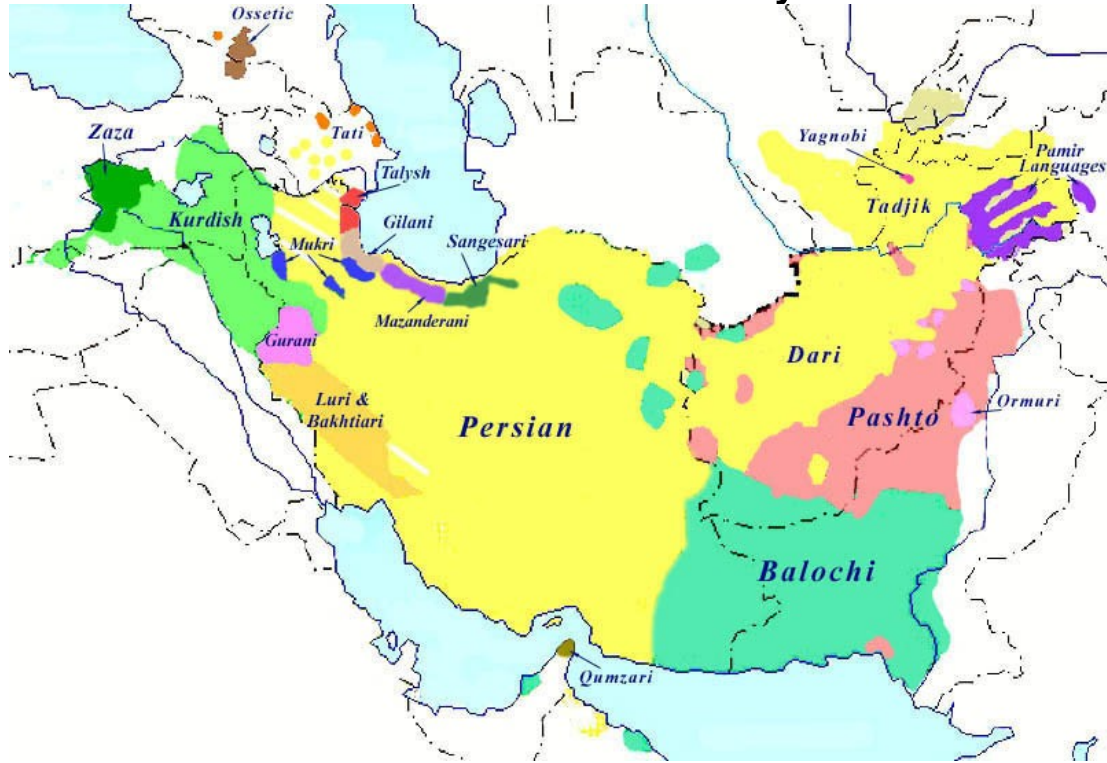 Ossetic
Zaza
Tati
Talysh
Yagnobi
Pamir
Languages
Kurdish
Gilani
Tadjik
Mukri
Sangesari
Mazanderani
Gurani
Dari
Luri &
Bakhtiari
Persian
Pashto
Ormuri
Balochi
Qumzari